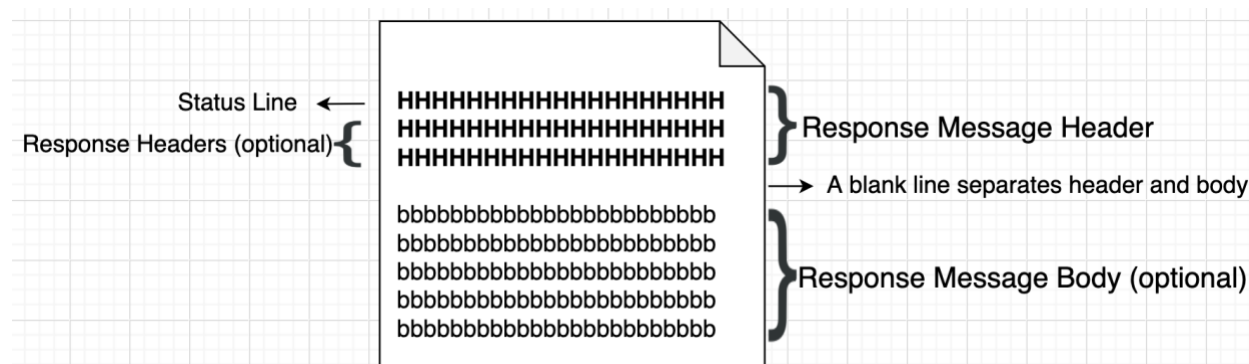 Status Line
Response Headers (optional)
HHHHHHHHHHHHHHHHHHH
HHHHHHHHHHHHHHHHHHH
HHHHHHHHHHHHHHHHHHH
bbbbbbbbbbbbbbbbbbbbbbbb
bbbbbbbbbbbbbbbbbbbbbbbb
bbbbbbbbbbbbbbbbbbbbbbbb
bbbbbbbbbbbbbbbbbbbbbbbb
bbbbbbbbbbbbbbbbbbbbbbbb
Response Message Header
A blank line separates header and body
Response Message Body (optional)